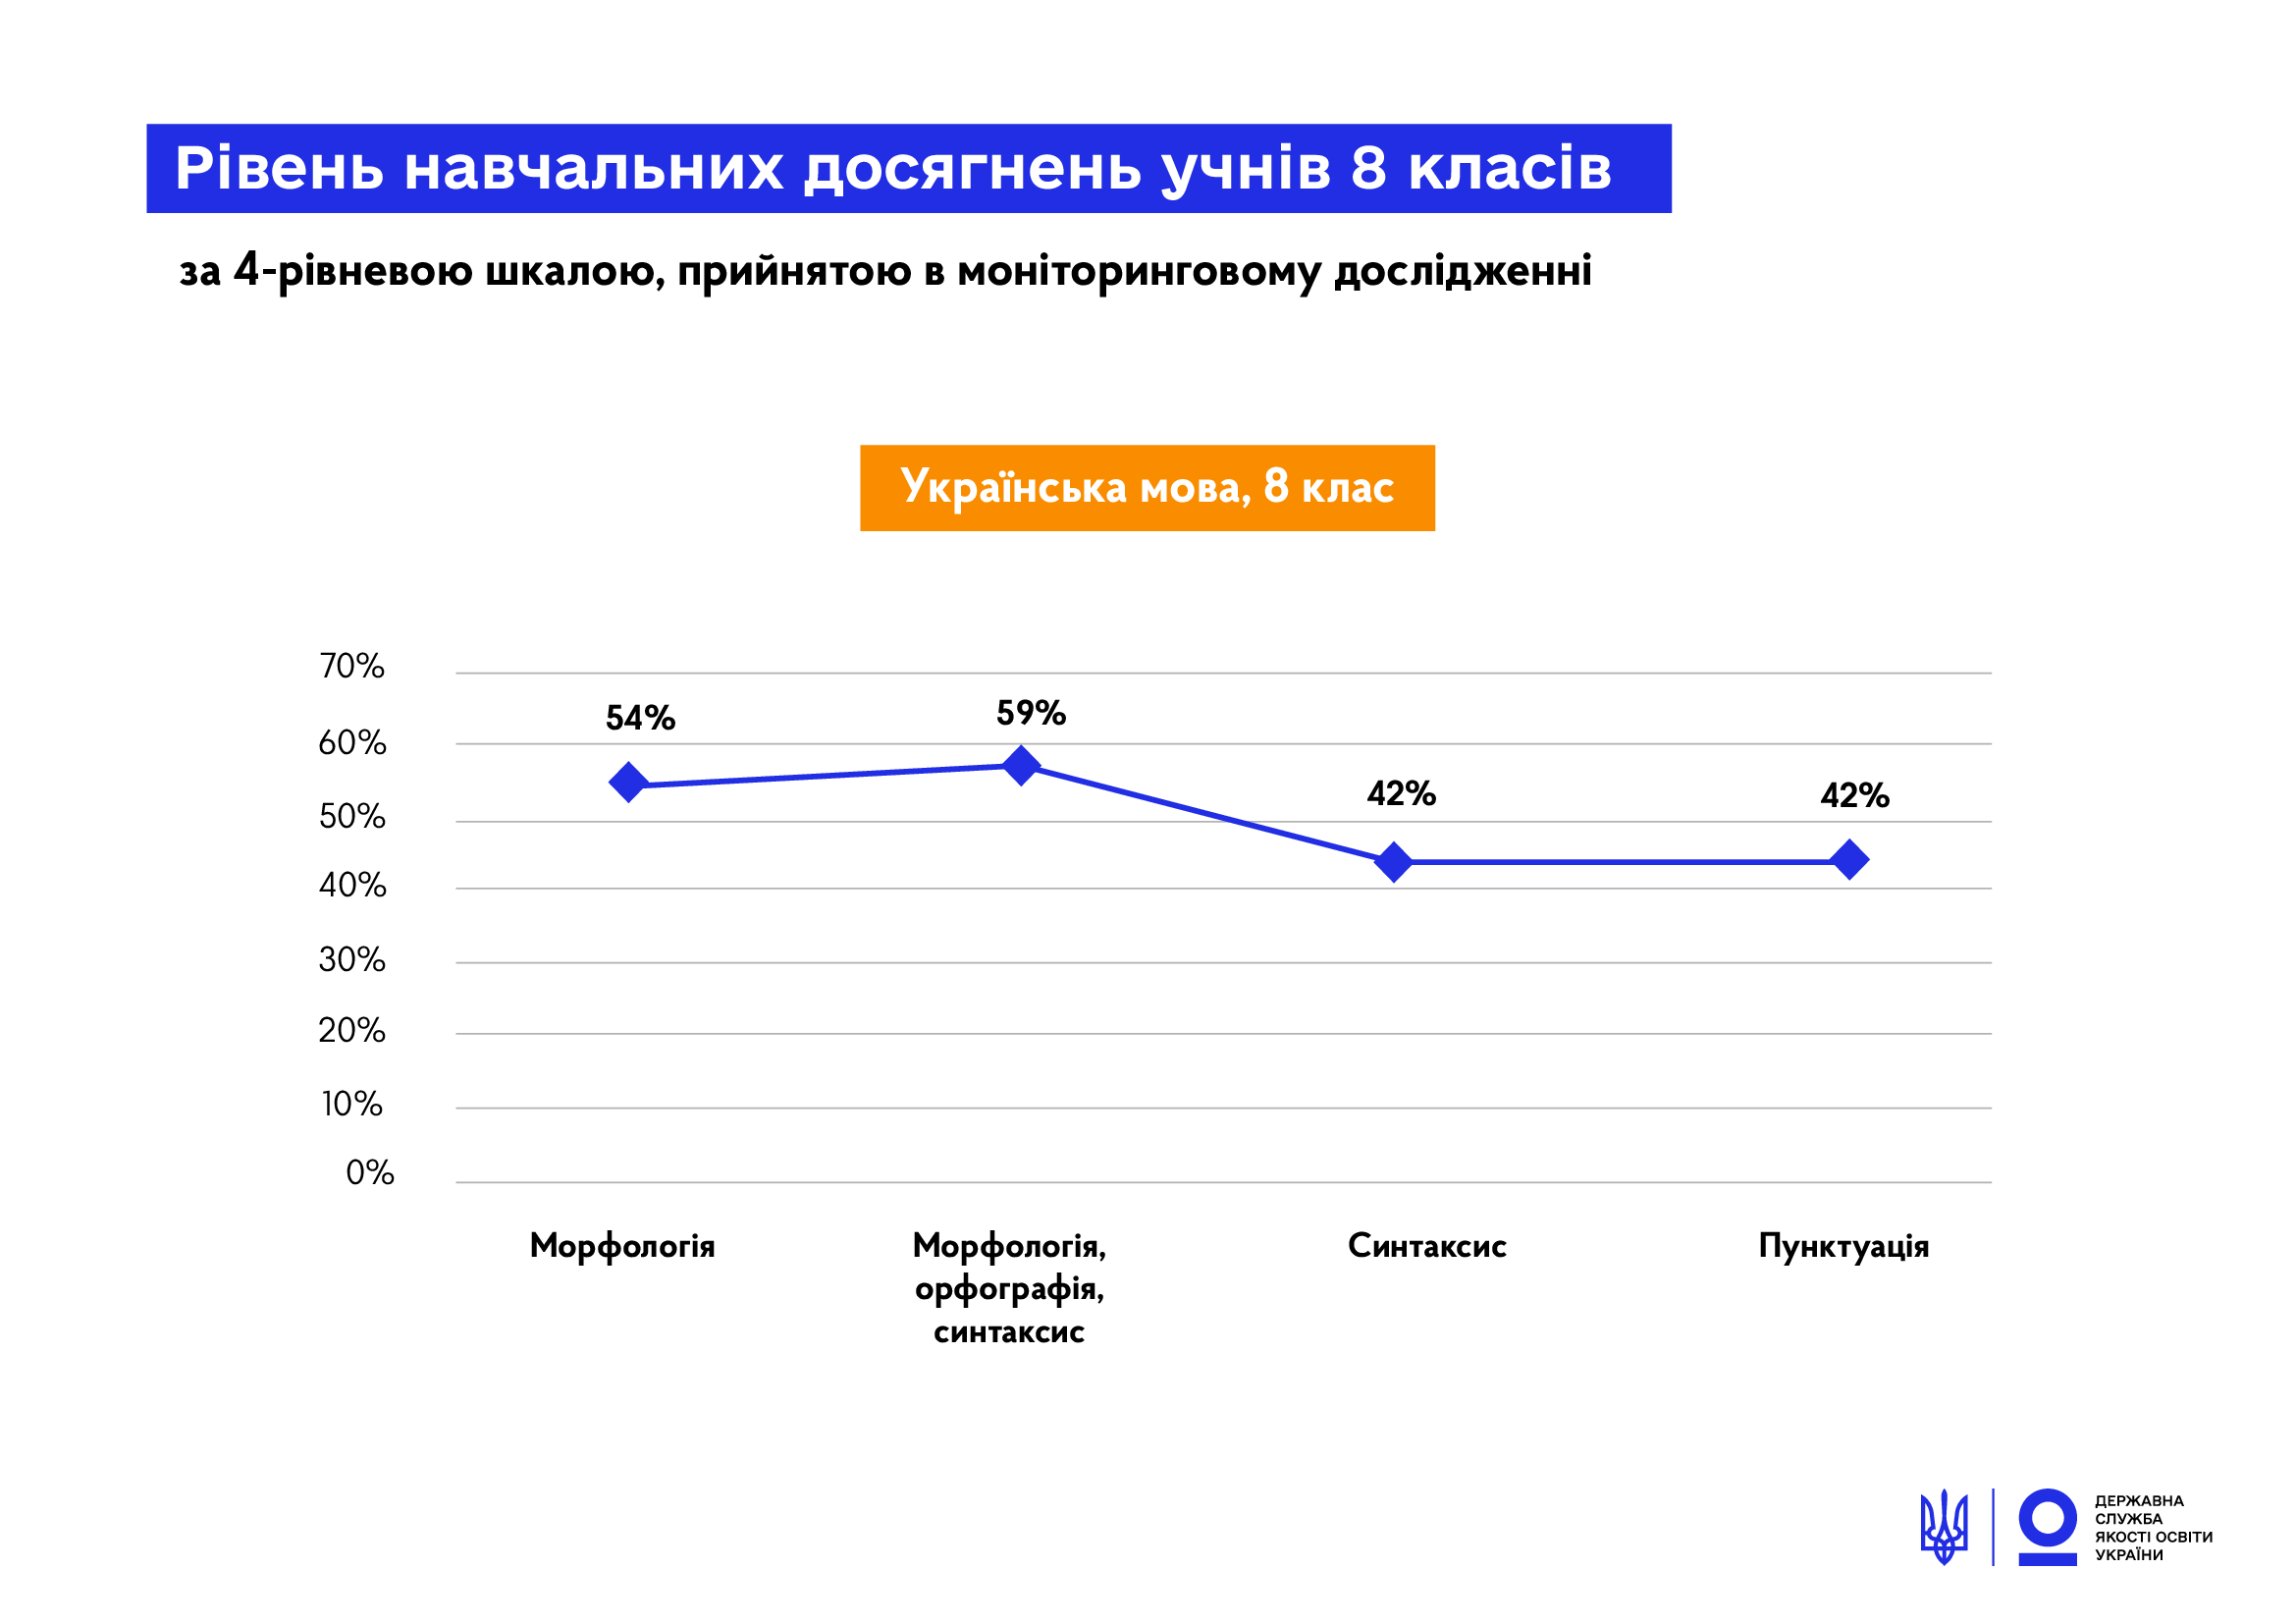 Рівень навчальних досягнень учнів 8 класів
за 4-рівневою шкалою, прийнятою в моніторинговому дослідженні
Українська мова, 8 клас
70%
60%
50%
40%
30%
20%
10%
0%
54%
59%
42%
42%
Морфологія
Морфологія,
орфографія,
синтаксис
Синтаксис
Пунктуація
ДЕРЖАВНА
СЛУЖБА
ЯКОСТІ ОСВІТИ
УКРАЇНИ